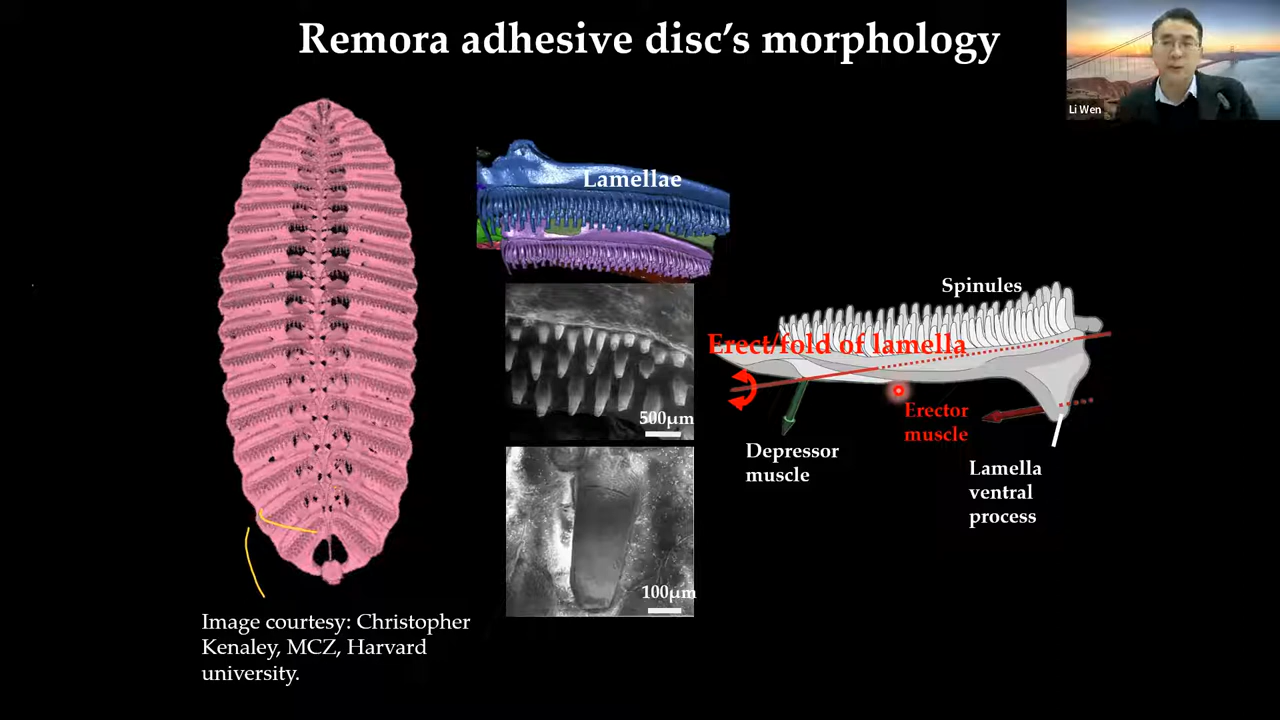 Remora adhesive disc's morphology
Li Wen
Lamellae
Spinules
Erect/fold of lamella
500μm
Erector
muscle
Depressor
muscle
Lamella
ventral
process
100μm
Image courtesy: Christopher
Kenaley, MCZ, Harvard
university.